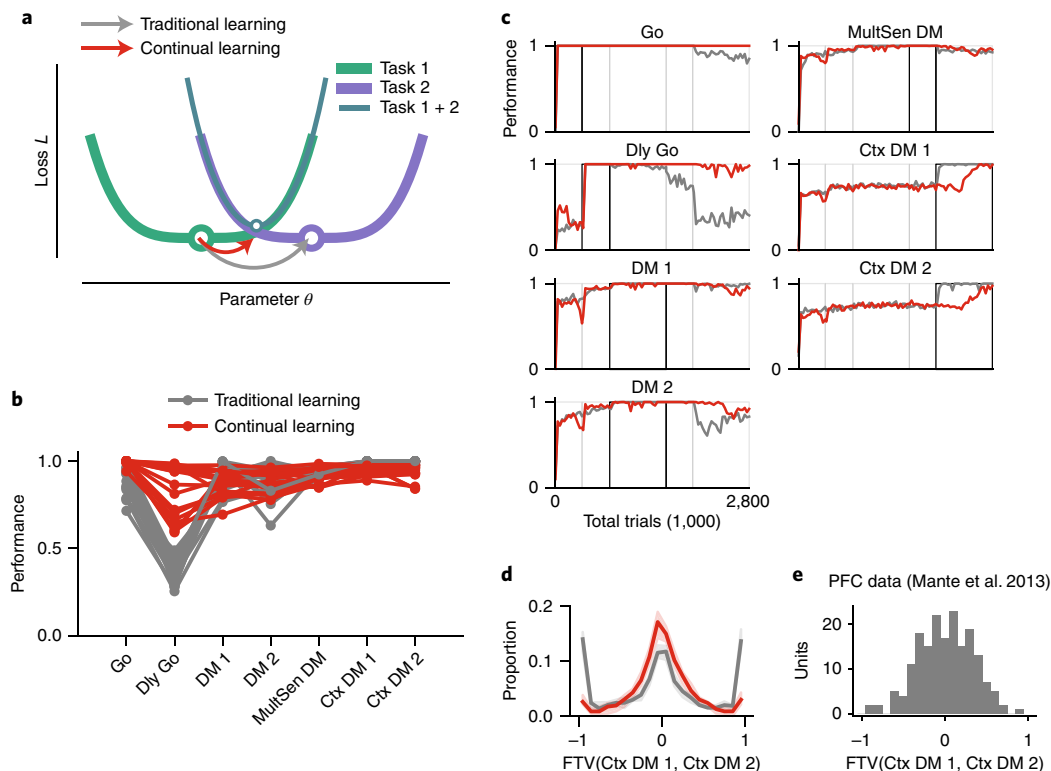 a
Traditional learning
Continual learning
Task 1
Task 2
Task 1 + 2
Loss L
Parameter θ
b
Traditional learning
Continual learning
1.0
0.5
0.0
Performance
Go
Dly Go
DM 1
DM 2
MultSen DM
Ctx DM 1
Ctx DM 2
c
Go
MultSen DM
Performance
1
0
1
0
Dly Go
Ctx DM 1
1
0
1
0
DM 1
Ctx DM 2
1
0
1
0
DM 2
1
0
0
2,800
Total trials (1,000)
d
0.2
0.1
0.0
Proportion
–1
0
1
FTV(Ctx DM 1, Ctx DM 2)
e
PFC data (Mante et al. 2013)
20
10
0
Units
–1
0
1
FTV(Ctx DM 1, Ctx DM 2)